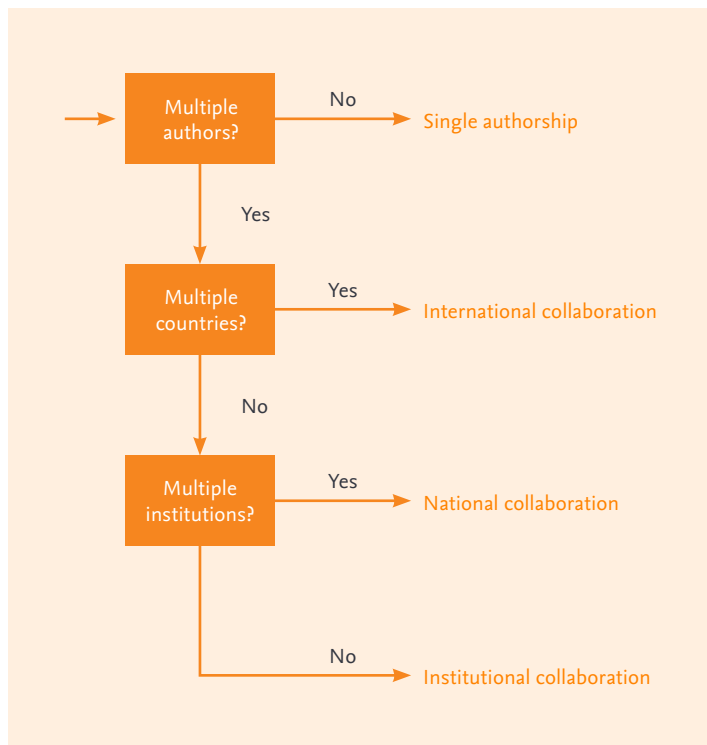 Multiple
authors?
No
Single authorship
Yes
Multiple
countries?
Yes
International collaboration
No
Multiple
institutions?
Yes
National collaboration
No
Institutional collaboration